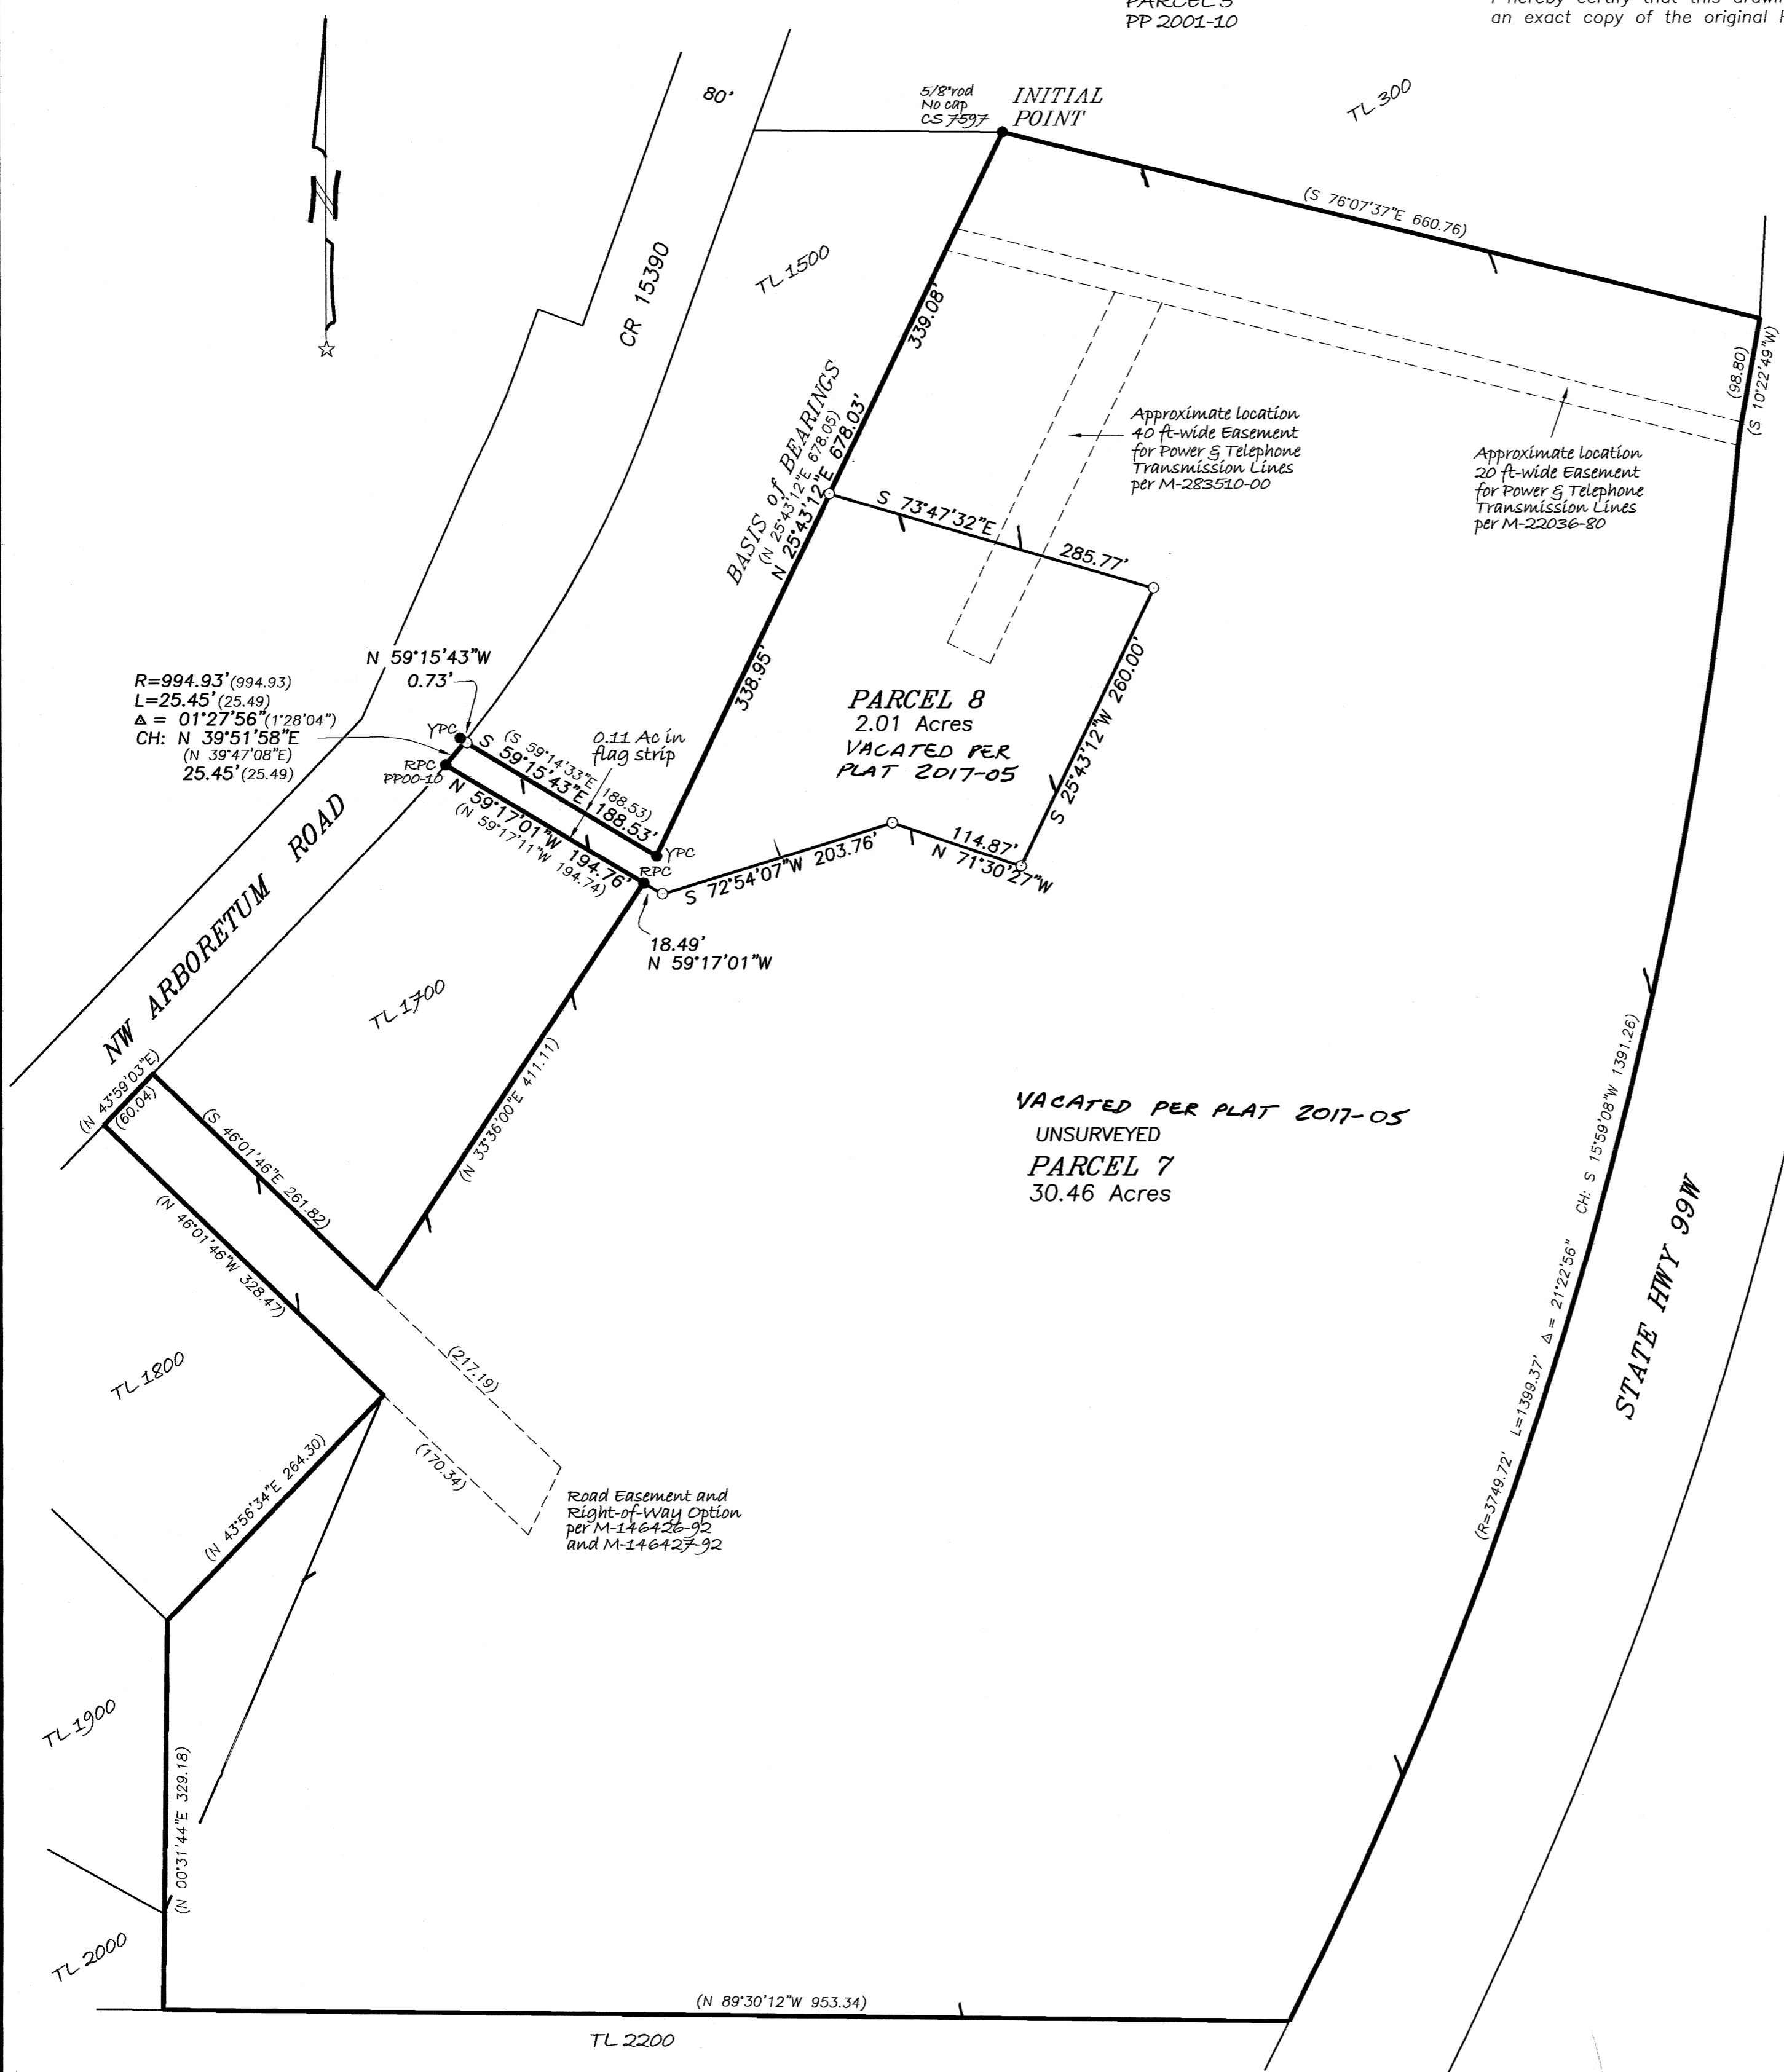 PARCEL 5
PP 2001-10
I hereby certify that this
an exact copy of the original
80'
5/8" rod
No cap
CS 7597
INITIAL
POINT
TL 300
N
(S 76°07'37"E 660.76)
CR 15390
TL 1500
339.08'
(98.80)
(S 10°22'49"W)
BASIS of BEARINGS
(N 25°43'12"E 678.05)
N 25°43'12"E 678.03'
Approximate location
40 ft-wide Easement
for Power & Telephone
Transmission Lines
per M-283510-00
Approximate location
20 ft-wide Easement
for Power & Telephone
Transmission Lines
per M-22036-80
S 73°47'32"E
285.77'
338.95'
N 59°15'43"W
0.73'
R=994.93' (994.93)
L=25.45' (25.49)
Δ = 01°27'56" (1°28'04")
CH: N 39°51'58"E
(N 39°47'08"E)
25.45' (25.49)
YPC
RPC
PP00-10
(S 59°14'33"E 188.53)
S 59°15'43"E 188.53'
0.11 Ac in
flag strip
N 59°17'01"W 194.76'
(N 59°17'11"W 194.74)
YPC
RPC
PARCEL 8
2.01 Acres
VACATED PER
PLAT 2017-05
S 25°43'12"W 260.00'
S 72°54'07"W 203.76'
114.87'
N 71°30'27"W
18.49'
N 59°17'01"W
NW ARBORETUM ROAD
TL 1700
(N 33°36'00"E 411.11)
(N 43°59'03"E)
(60.04)
(S 46°01'46"E 261.82)
(N 46°01'46"W 328.47)
VACATED PER PLAT 2017-05
UNSURVEYED
PARCEL 7
30.46 Acres
(R=3749.72' L=1399.37' Δ = 21°22'56" CH: S 15°59'08"W 1391.26)
STATE HWY 99W
TL 1800
(217.19)
(170.34)
(N 43°56'34"E 264.30)
Road Easement and
Right-of-Way Option
per M-146426-92
and M-146427-92
TL 1900
(N 00°31'44"E 329.18)
TL 2000
(N 89°30'12"W 953.34)
TL 2200